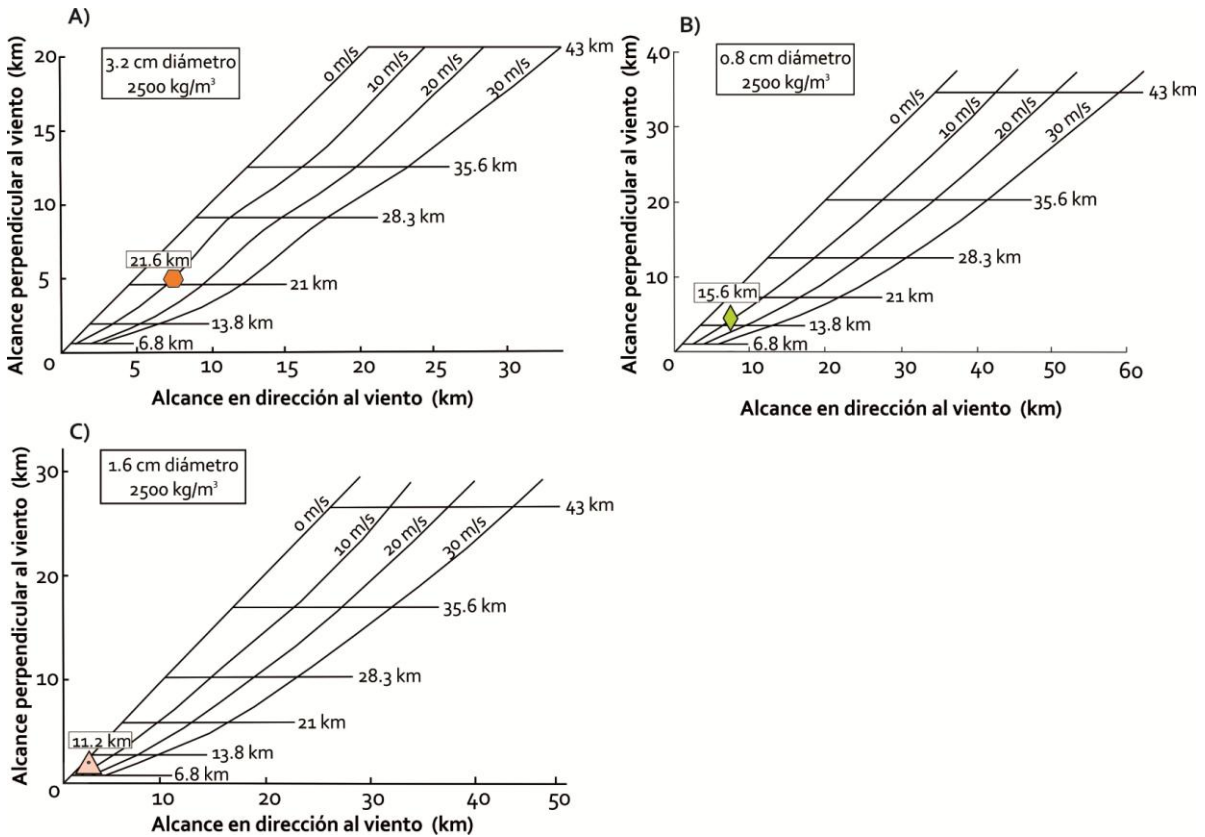 A)
3.2 cm diámetro
2500 kg/m³
Alcance perpendicular al viento (km)
20
15
10
5
0
0 m/s
10 m/s
20 m/s
30 m/s
43 km
35.6 km
28.3 km
21.6 km
21 km
13.8 km
6.8 km
5
10
15
20
25
30
Alcance en dirección al viento (km)
B)
0.8 cm diámetro
2500 kg/m³
Alcance perpendicular al viento (km)
40
30
20
10
0
0 m/s
10 m/s
20 m/s
30 m/s
43 km
35.6 km
28.3 km
21 km
15.6 km
13.8 km
6.8 km
10
20
30
40
50
60
Alcance en dirección al viento (km)
C)
1.6 cm diámetro
2500 kg/m³
Alcance perpendicular al viento (km)
30
20
10
0
0 m/s
10 m/s
20 m/s
30 m/s
43 km
35.6 km
28.3 km
21 km
11.2 km
13.8 km
6.8 km
10
20
30
40
50
Alcance en dirección al viento (km)